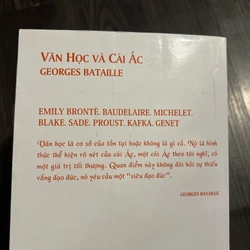 VĂN HỌC VÀ CÁI ÁC
GEORGES BATAILLE
EMILY BRONTË. BAUDELAIRE. MICHELET.
BLAKE. SADE. PROUST. KAFKA. GENET
Văn học là cơ sở của tồn tại hoặc không là gì cả. Nó là hình
thức thể hiện rõ nét của cái Ác, một cái Ác theo tôi nghĩ, có
một giá trị tối thượng. Quan điểm này không đòi hỏi sự thiếu
vắng đạo đức, nó yêu cầu một "siêu đạo đức".
GEORGES BATAILLE